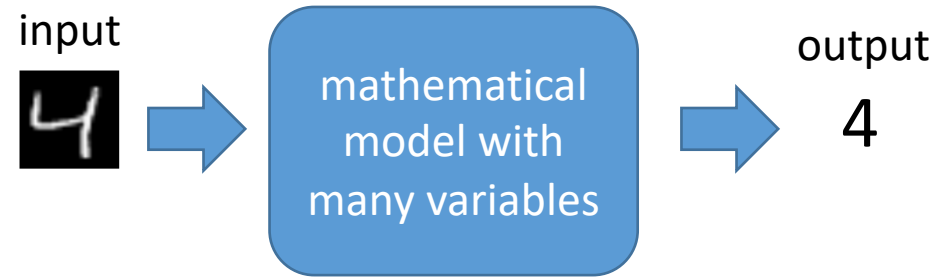 input
4
mathematical
model with
many variables
output
4